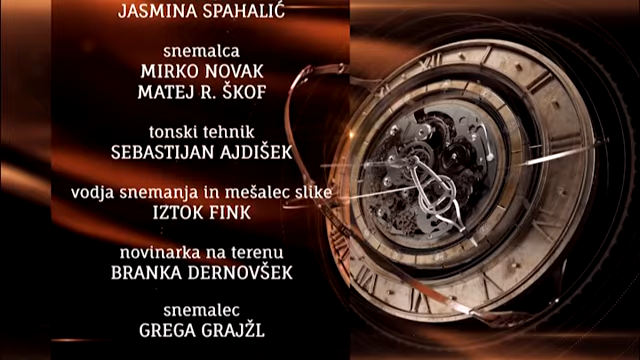 JASMINA SPAHALIĆ
snemalca
MIRKO NOVAK
MATEJ R. ŠKOF
tonski tehnik
SEBASTIJAN AJDIŠEK
vodja snemanja in mešalec slike
IZTOK FINK
novinarka na terenu
BRANKA DERNOVŠEK
snemalec
GREGA GRAJŽL